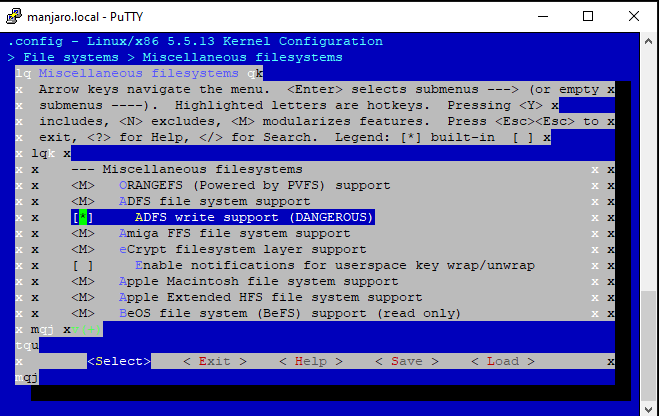 manjaro.local - PuTTY
.config - Linux/x86 5.5.13 Kernel Configuration
> File systems > Miscellaneous filesystems
lq Miscellaneous filesystems qk
x Arrow keys navigate the menu. <Enter> selects submenus ---> (or empty x
x submenus ----). Highlighted letters are hotkeys. Pressing <Y> x
x includes, <N> excludes, <M> modularizes features. Press <Esc><Esc> to x
x exit, <?> for Help, </> for Search. Legend: [*] built-in [ ] x
x lqk x
x x --- Miscellaneous filesystems x x
x x <M> ORANGEFS (Powered by PVFS) support x x
x x <M> ADFS file system support x x
x x [*] ADFS write support (DANGEROUS) x x
x x <M> Amiga FFS file system support x x
x x <M> eCrypt filesystem layer support x x
x x [ ] Enable notifications for userspace key wrap/unwrap x x
x x <M> Apple Macintosh file system support x x
x x <M> Apple Extended HFS file system support x x
x x <M> BeOS file system (BeFS) support (read only) x x
x mqj x
tqu
x <Select> < Exit > < Help > < Save > < Load > x
mqj